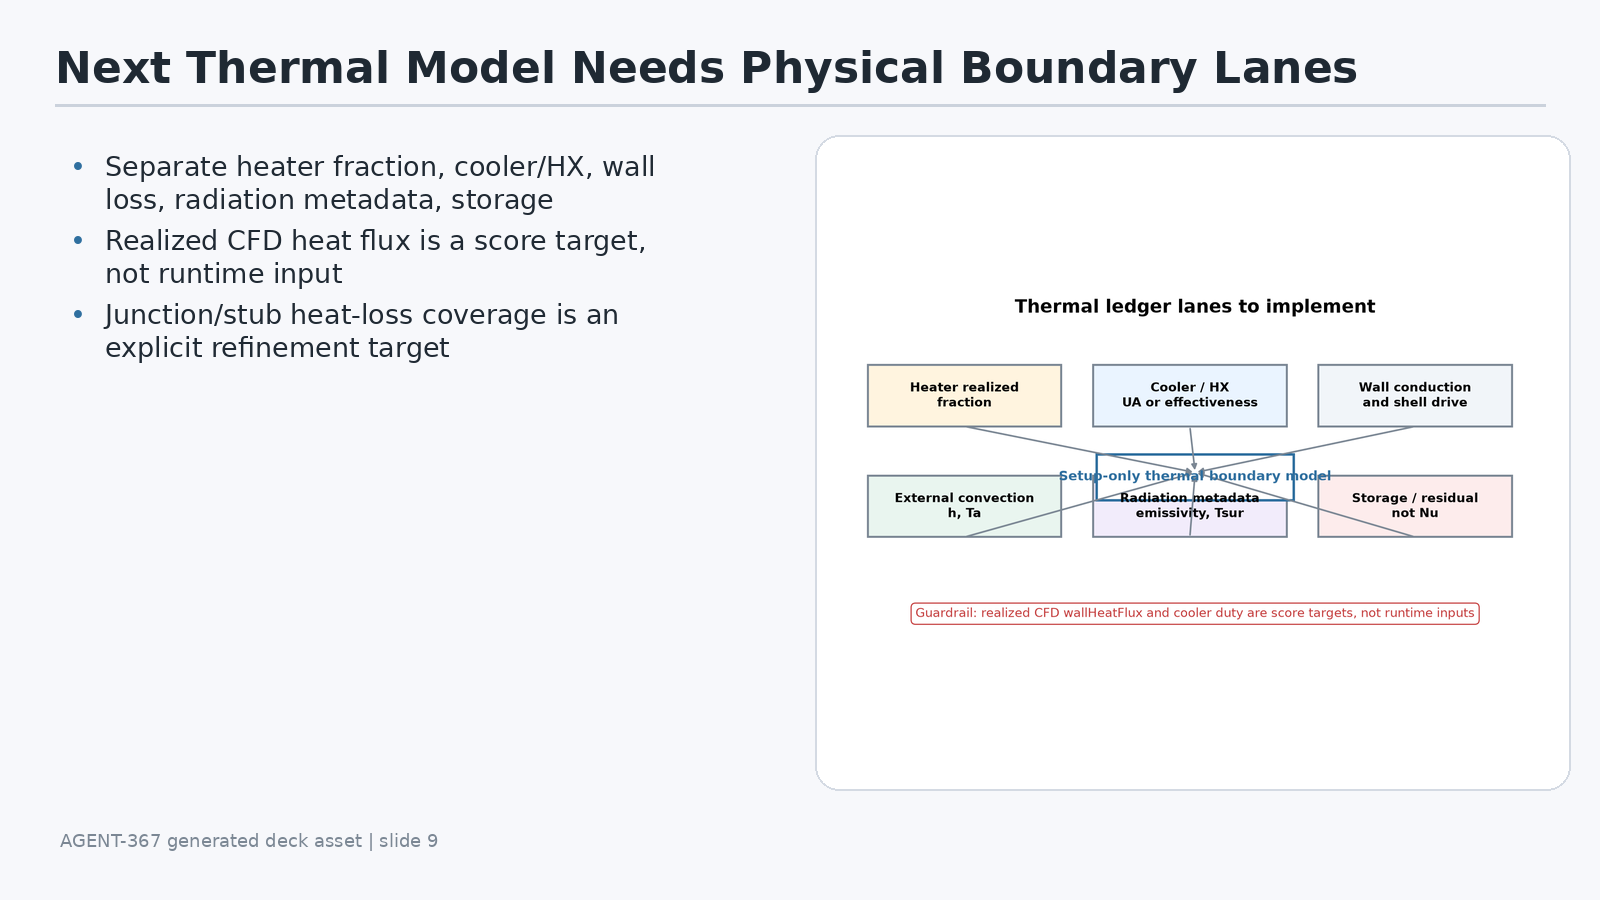 Next Thermal Model Needs Physical Boundary Lanes
• Separate heater fraction, cooler/HX, wall
loss, radiation metadata, storage
• Realized CFD heat flux is a score target,
not runtime input
• Junction/stub heat-loss coverage is an
explicit refinement target
Thermal ledger lanes to implement
Heater realized
fraction
Cooler / HX
UA or effectiveness
Wall conduction
and shell drive
Setup-only thermal boundary model
External convection
h, Ta
Radiation metadata
emissivity, Tsur
Storage / residual
not Nu
Guardrail: realized CFD wallHeatFlux and cooler duty are score targets, not runtime inputs
AGENT-367 generated deck asset | slide 9